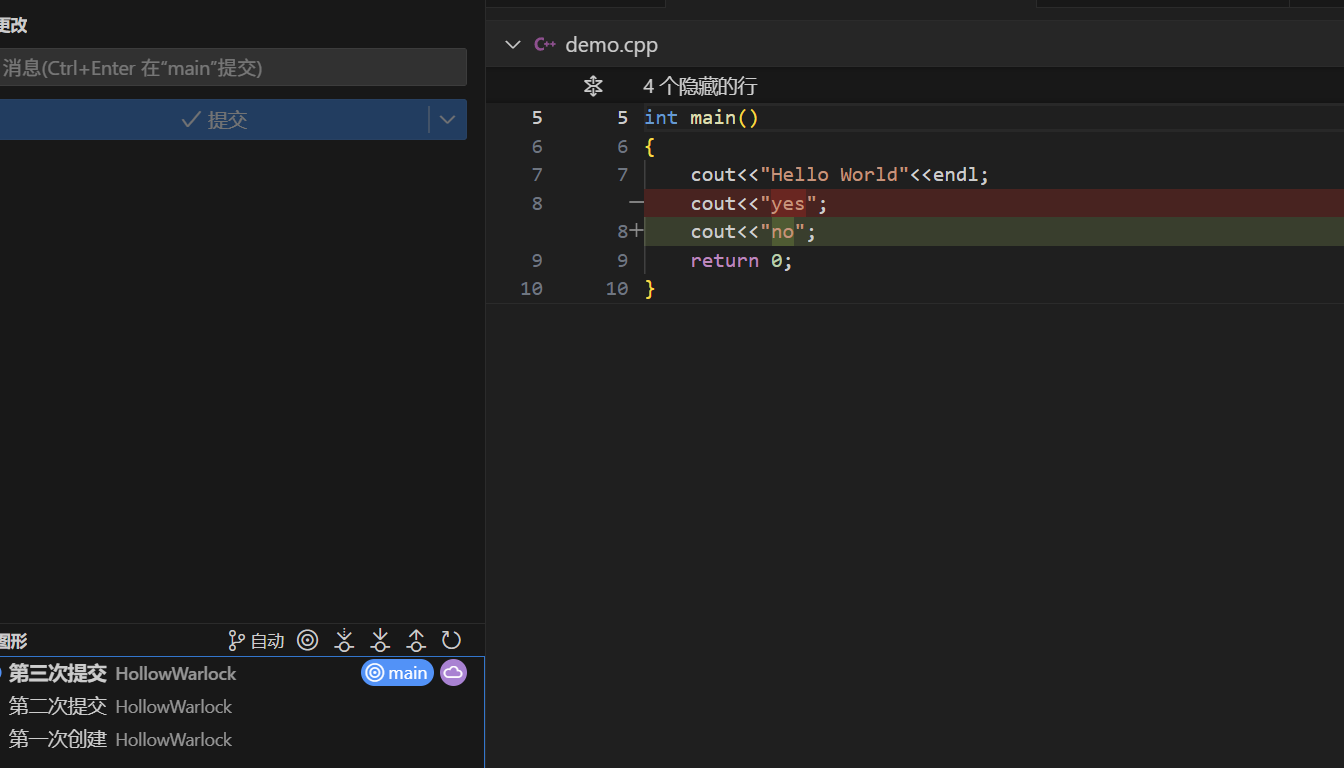 更改
消息(Ctrl+Enter 在“main”提交)
提交
C++ demo.cpp
4 个隐藏的行
5 5 int main()
6 6 {
7 7 cout<<"Hello World"<<endl;
8 — cout<<"yes";
8+ cout<<"no";
9 9 return 0;
10 10 }
图形 自动
第三次提交 HollowWarlock main
第二次提交 HollowWarlock
第一次创建 HollowWarlock